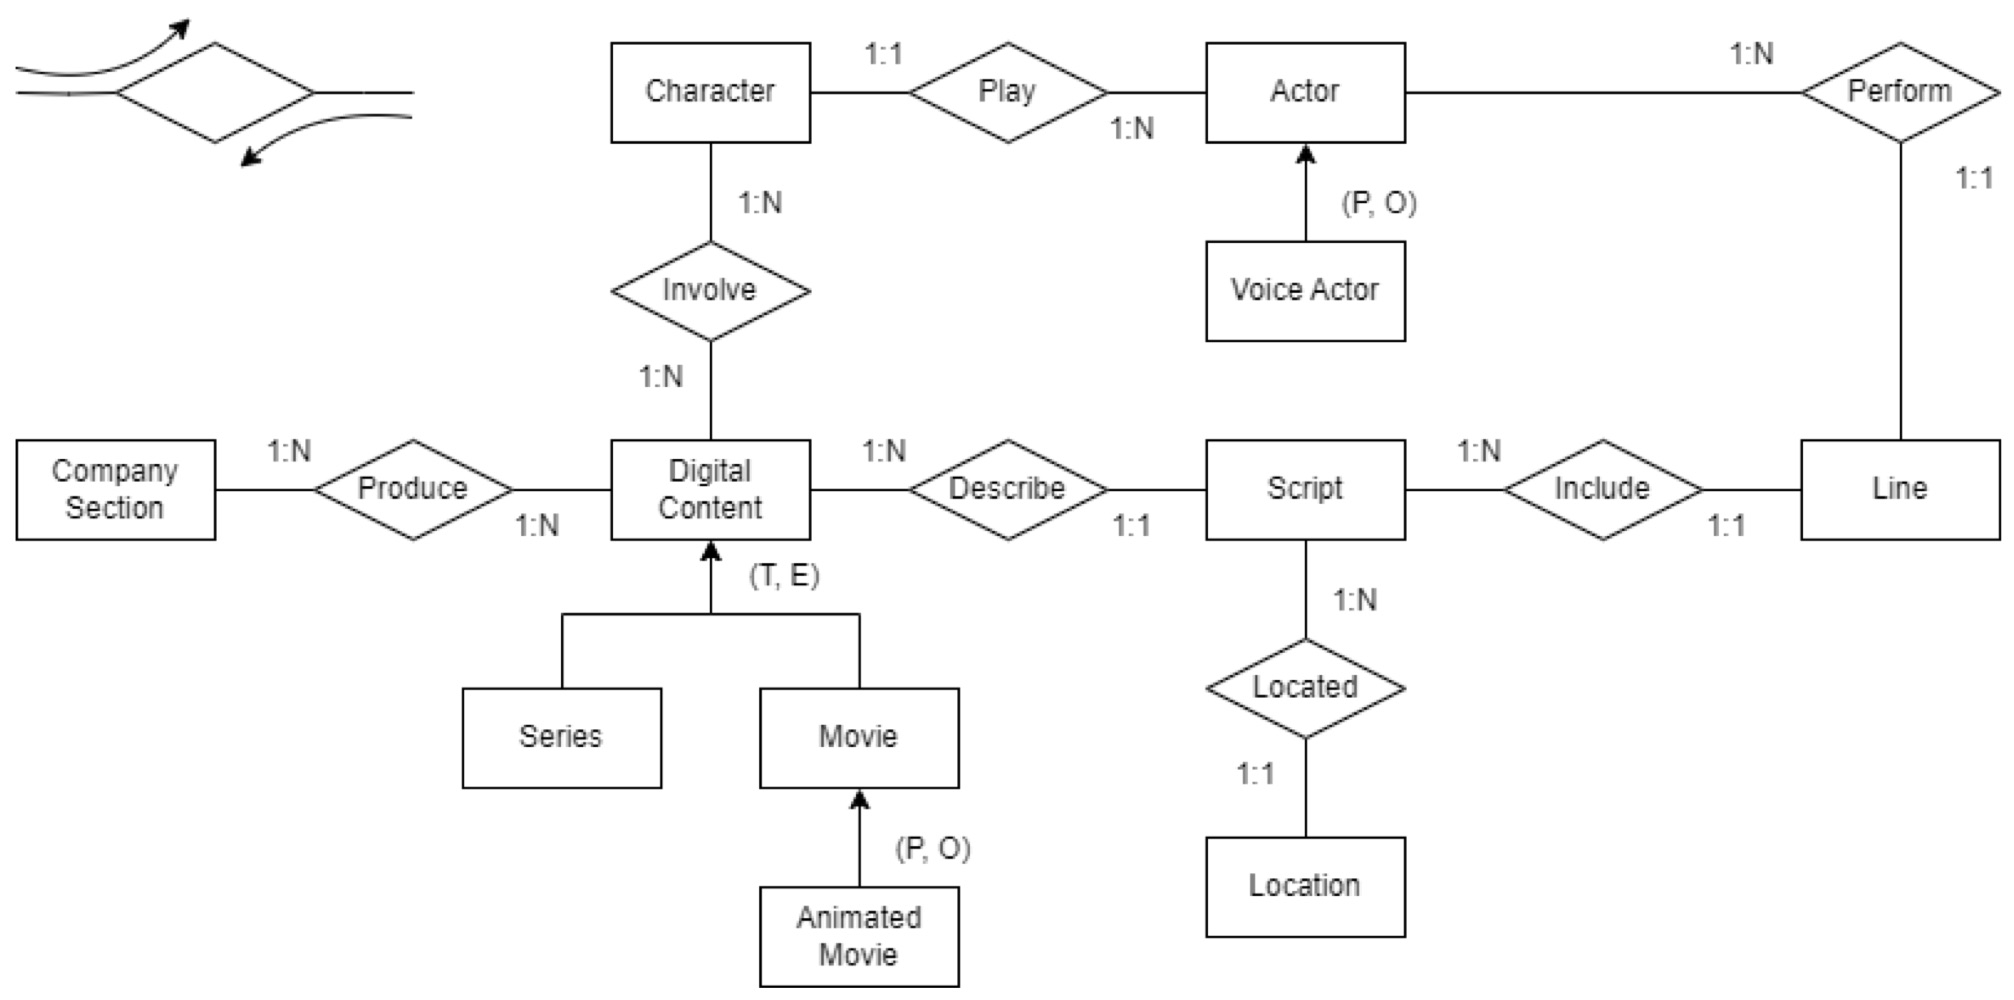 Character
1:1
Play
1:N
Actor
1:N
Perform
1:1
1:N
(P, O)
Involve
Voice Actor
1:N
Company
Section
1:N
Produce
1:N
Digital
Content
1:N
Describe
1:1
Script
1:N
Include
1:1
Line
(T, E)
1:N
Series
Movie
Located
1:1
(P, O)
Location
Animated
Movie